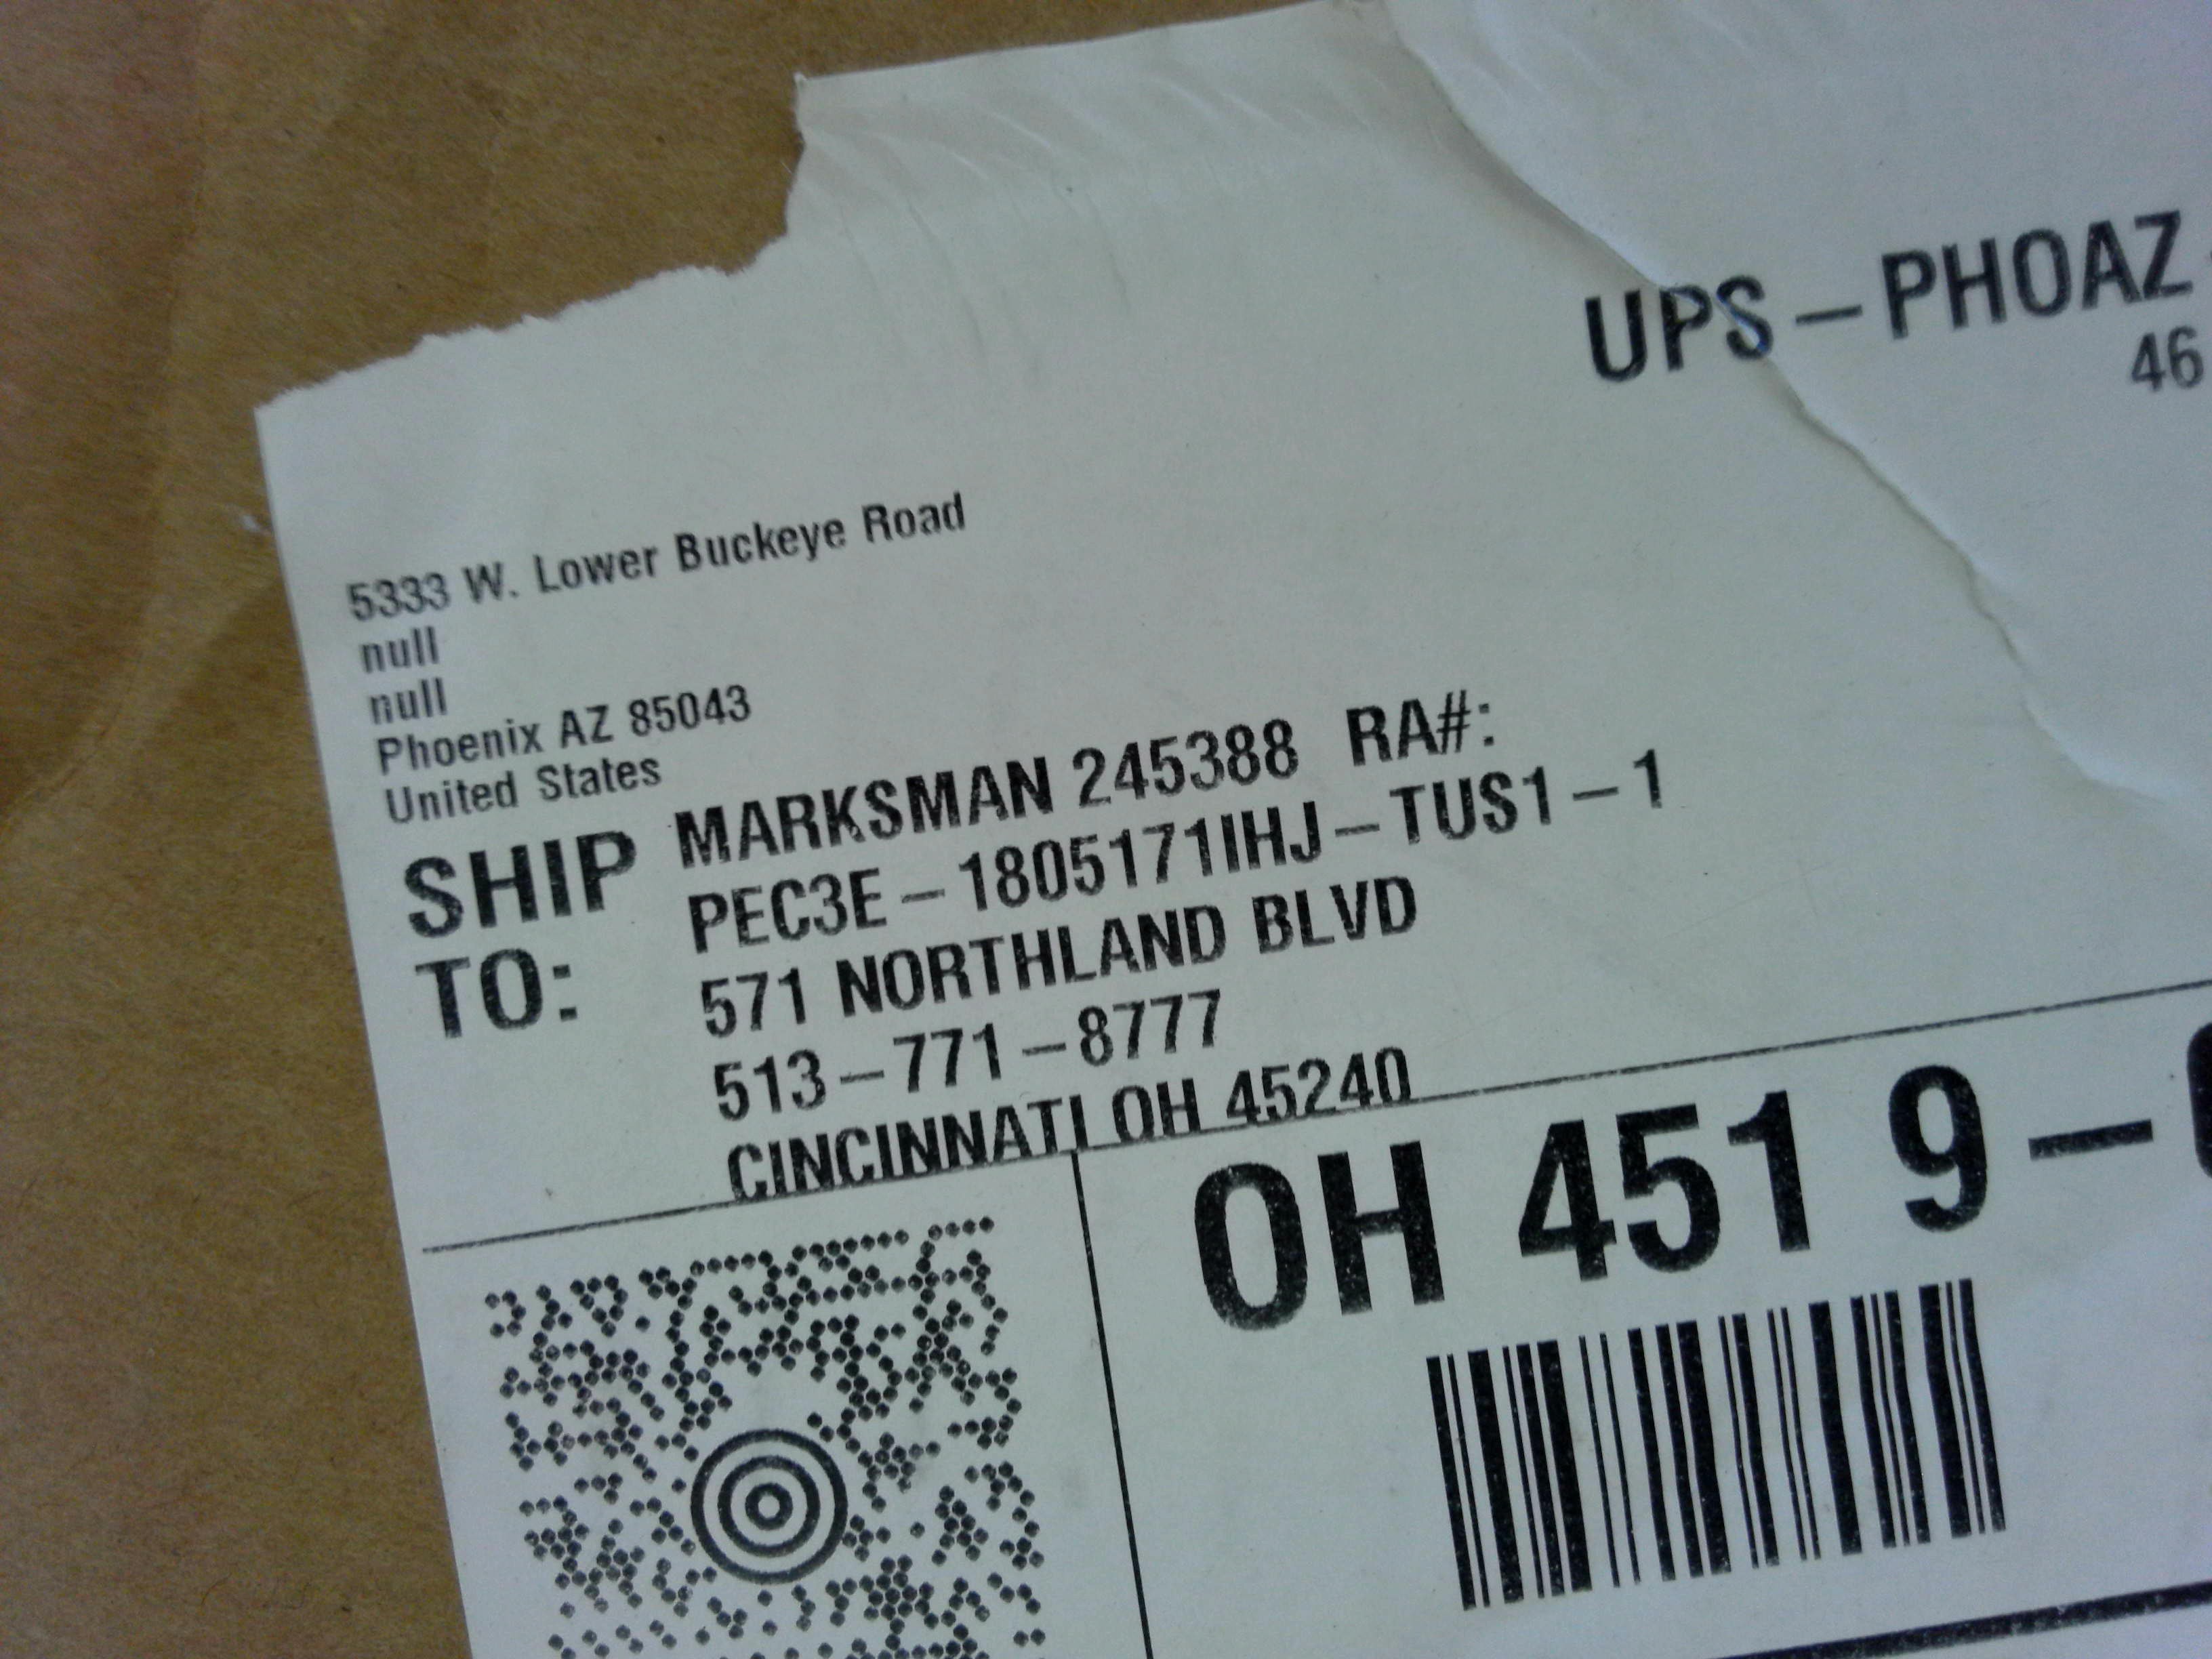 UPS – PHOAZ
46
5333 W. Lower Buckeye Road
null
null
Phoenix AZ 85043
United States
SHIP TO:
MARKSMAN 245388 RA#:
PEC3E – 1805171IHJ – TUS1 – 1
571 NORTHLAND BLVD
513 – 771 – 8777
CINCINNATI OH 45240
OH 451 9 –